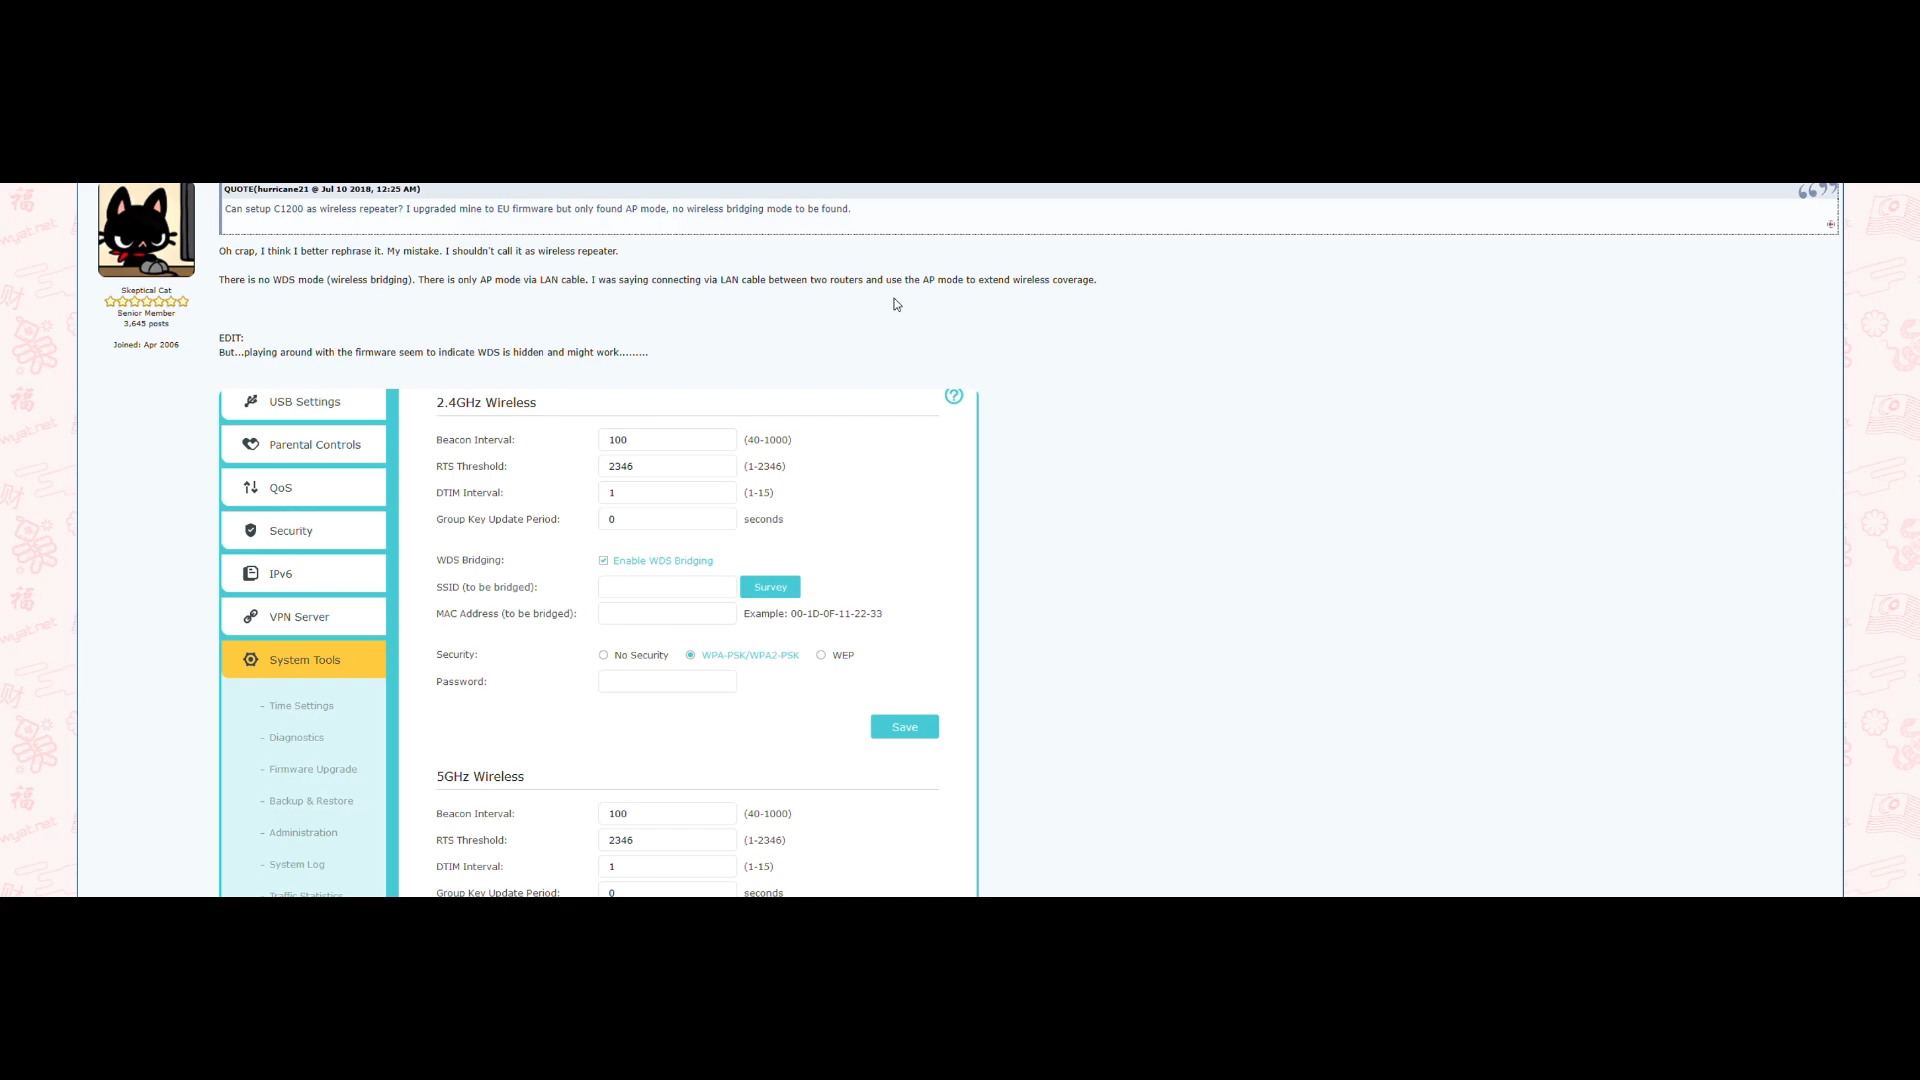 QUOTE(hurricane21 @ Jul 10 2018, 12:25 AM)
Can setup C1200 as wireless repeater? I upgraded mine to EU firmware but only found AP mode, no wireless bridging mode to be found.
Oh crap, I think I better rephrase it. My mistake. I shouldn't call it as wireless repeater.
There is no WDS mode (wireless bridging). There is only AP mode via LAN cable. I was saying connecting via LAN cable between two routers and use the AP mode to extend wireless coverage.
Skeptical Cat
Senior Member
3,645 posts
Joined: Apr 2006
EDIT:
But...playing around with the firmware seem to indicate WDS is hidden and might work.........
USB Settings
Parental Controls
QoS
Security
IPv6
VPN Server
System Tools
- Time Settings
- Diagnostics
- Firmware Upgrade
- Backup & Restore
- Administration
- System Log
- Traffic Statistics
2.4GHz Wireless
Beacon Interval: 100 (40-1000)
RTS Threshold: 2346 (1-2346)
DTIM Interval: 1 (1-15)
Group Key Update Period: 0 seconds
WDS Bridging: Enable WDS Bridging
SSID (to be bridged): Survey
MAC Address (to be bridged): Example: 00-1D-0F-11-22-33
Security: No Security WPA-PSK/WPA2-PSK WEP
Password:
Save
5GHz Wireless
Beacon Interval: 100 (40-1000)
RTS Threshold: 2346 (1-2346)
DTIM Interval: 1 (1-15)
Group Key Update Period: 0 seconds